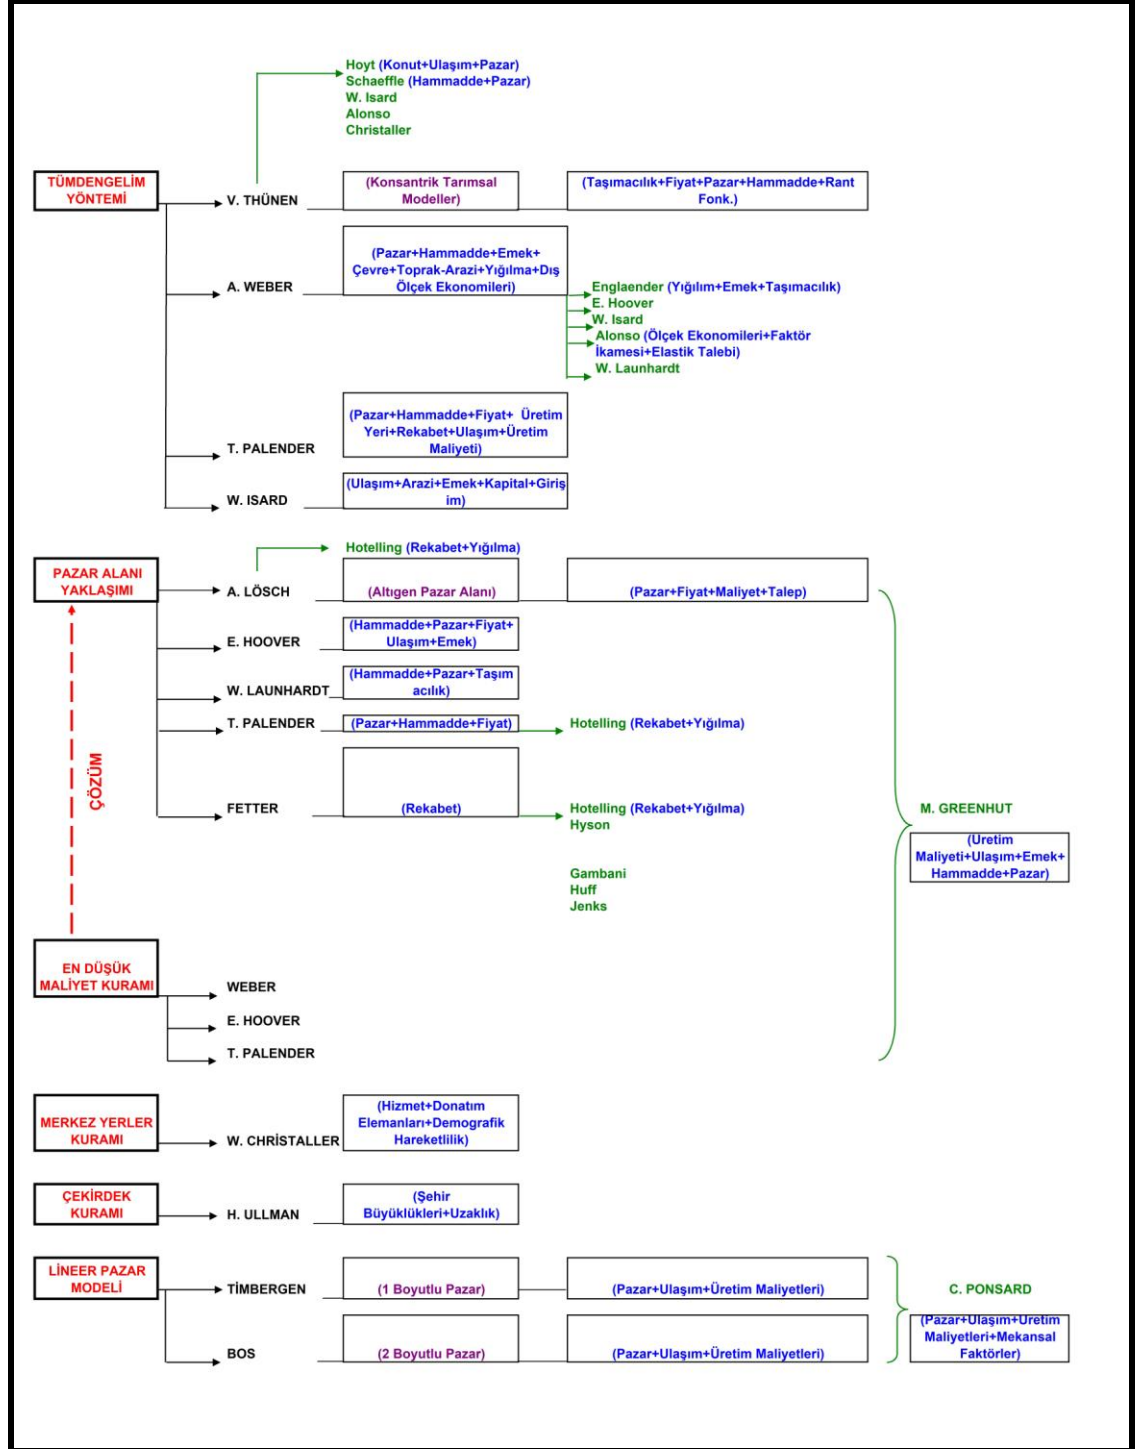 Hoyt (Konut+Ulaşım+Pazar)
Schaeffle (Hammadde+Pazar)
W. Isard
Alonso
Christaller
TÜMDENGELİM
YÖNTEMİ
V. THÜNEN
(Konsantrik Tarımsal
Modeller)
(Taşımacılık+Fiyat+Pazar+Hammadde+Rant
Fonk.)
A. WEBER
(Pazar+Hammadde+Emek+
Çevre+Toprak-Arazi+Yığılma+Dış
Ölçek Ekonomileri)
Englaender (Yığılım+Emek+Taşımacılık)
E. Hoover
W. Isard
Alonso (Ölçek Ekonomileri+Faktör
İkamesi+Elastik Talebi)
W. Launhardt
T. PALENDER
(Pazar+Hammadde+Fiyat+ Üretim
Yeri+Rekabet+Ulaşım+Üretim
Maliyeti)
W. ISARD
(Ulaşım+Arazi+Emek+Kapital+Giriş
im)
Hotelling (Rekabet+Yığılma)
PAZAR ALANI
YAKLAŞIMI
A. LÖSCH
(Altıgen Pazar Alanı)
(Pazar+Fiyat+Maliyet+Talep)
E. HOOVER
(Hammadde+Pazar+Fiyat+
Ulaşım+Emek)
W. LAUNHARDT
(Hammadde+Pazar+Taşım
acılık)
T. PALENDER
(Pazar+Hammadde+Fiyat)
Hotelling (Rekabet+Yığılma)
ÇÖZÜM
FETTER
(Rekabet)
Hotelling (Rekabet+Yığılma)
Hyson
Gambani
Huff
Jenks
M. GREENHUT
(Üretim
Maliyeti+Ulaşım+Emek+
Hammadde+Pazar)
EN DÜŞÜK
MALİYET KURAMI
WEBER
E. HOOVER
T. PALENDER
MERKEZ YERLER
KURAMI
W. CHRİSTALLER
(Hizmet+Donatım
Elemanları+Demografik
Hareketlilik)
ÇEKİRDEK
KURAMI
H. ULLMAN
(Şehir
Büyüklükleri+Uzaklık)
LİNEER PAZAR
MODELİ
TİMBERGEN
(1 Boyutlu Pazar)
(Pazar+Ulaşım+Üretim Maliyetleri)
BOS
(2 Boyutlu Pazar)
(Pazar+Ulaşım+Üretim Maliyetleri)
C. PONSARD
(Pazar+Ulaşım+Üretim
Maliyetleri+Mekansal
Faktörler)